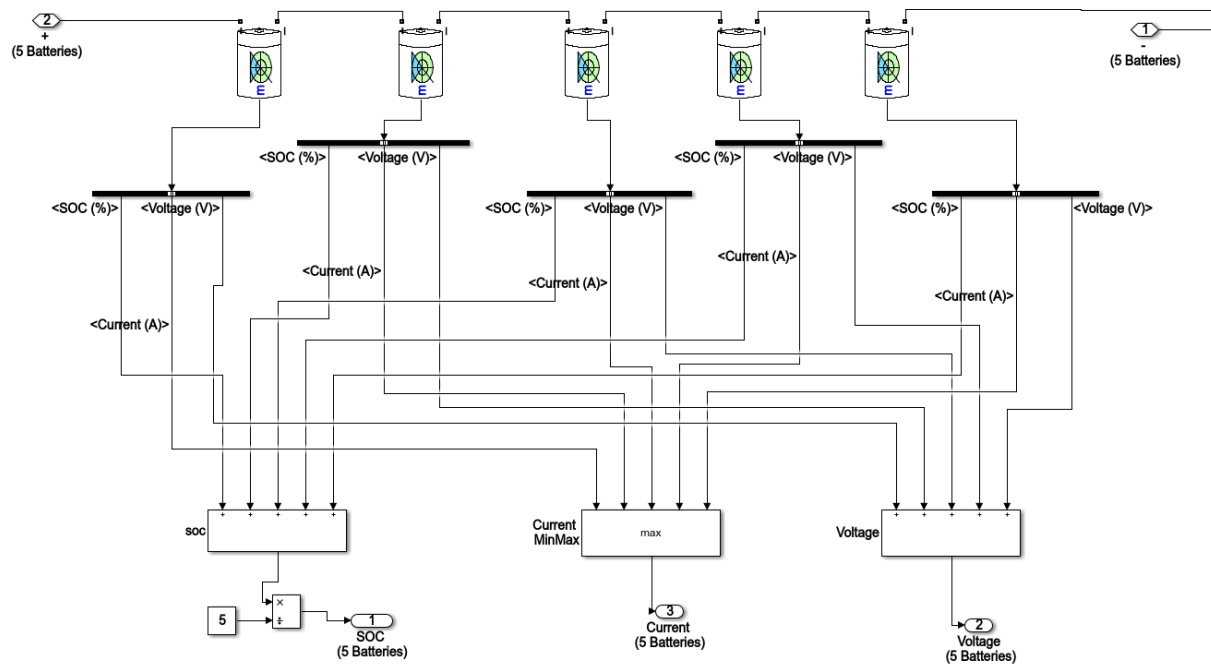 2
+
(5 Batteries)
+
+
+
+
+
1
-
(5 Batteries)
m
m
m
m
m
<SOC (%)>
<Voltage (V)>
<SOC (%)>
<Voltage (V)>
<SOC (%)>
<Voltage (V)>
<SOC (%)>
<Voltage (V)>
<SOC (%)>
<Voltage (V)>
<Current (A)>
<Current (A)>
<Current (A)>
<Current (A)>
<Current (A)>
+ + + + +
soc
Current
MinMax
max
+ + + + +
Voltage
5
×
÷
1
SOC
(5 Batteries)
3
Current
(5 Batteries)
2
Voltage
(5 Batteries)